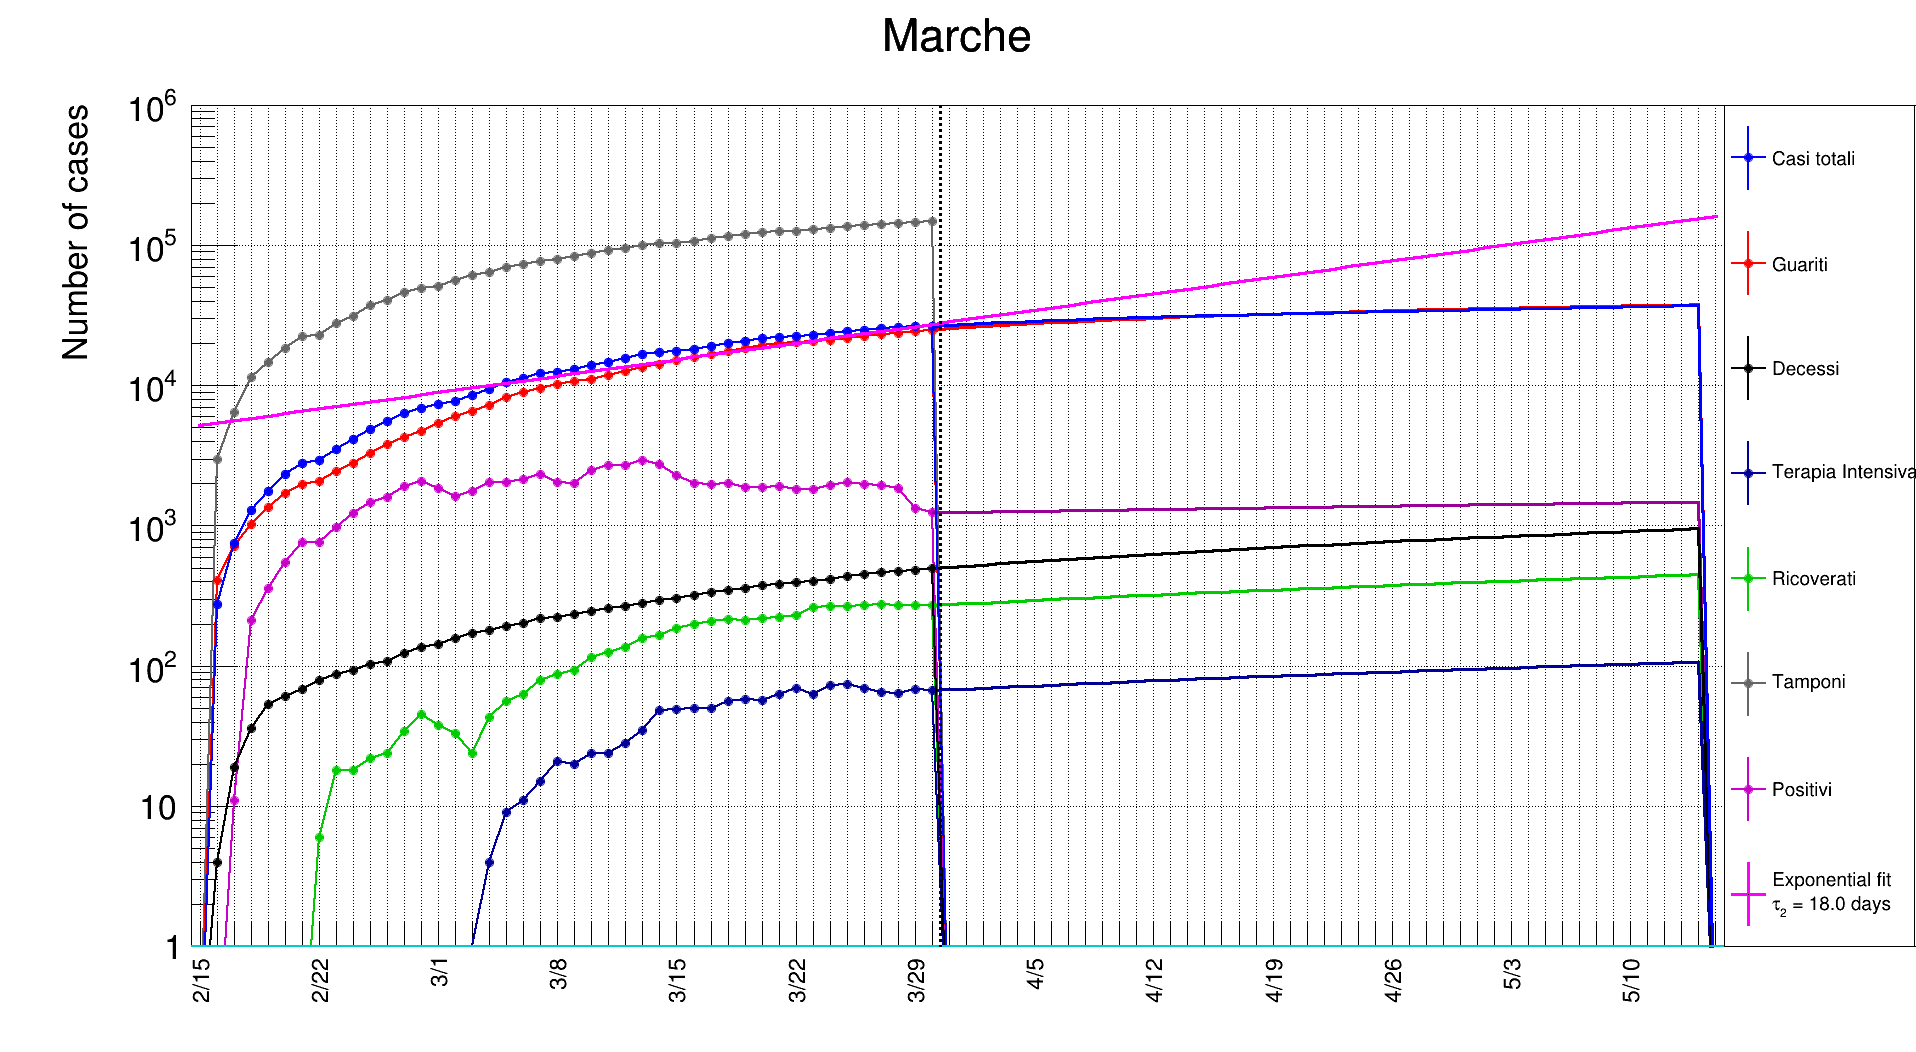 Marche
Number of cases
10^6
10^5
10^4
10^3
10^2
10
1
2/15
2/22
3/1
3/8
3/15
3/22
3/29
4/5
4/12
4/19
4/26
5/3
5/10
Casi totali
Guariti
Decessi
Terapia Intensiva
Ricoverati
Tamponi
Positivi
Exponential fit
τ_2 = 18.0 days